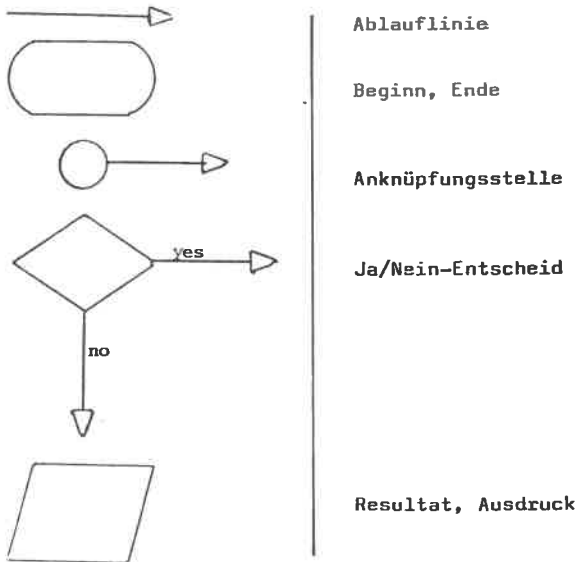 Ablauflinie
Beginn, Ende
Anknüpfungsstelle
yes
Ja/Nein-Entscheid
no
Resultat, Ausdruck